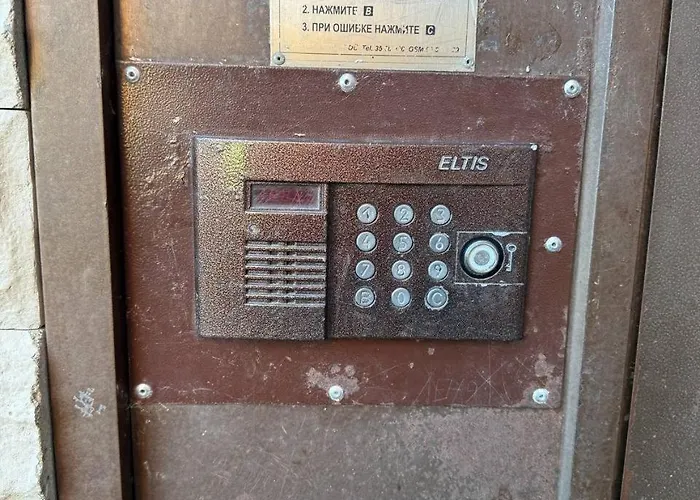 2. НАЖМИТЕ B
3. ПРИ ОШИБКЕ НАЖМИТЕ C
ELTIS
1 2 3
4 5 6
7 8 9
B 0 C